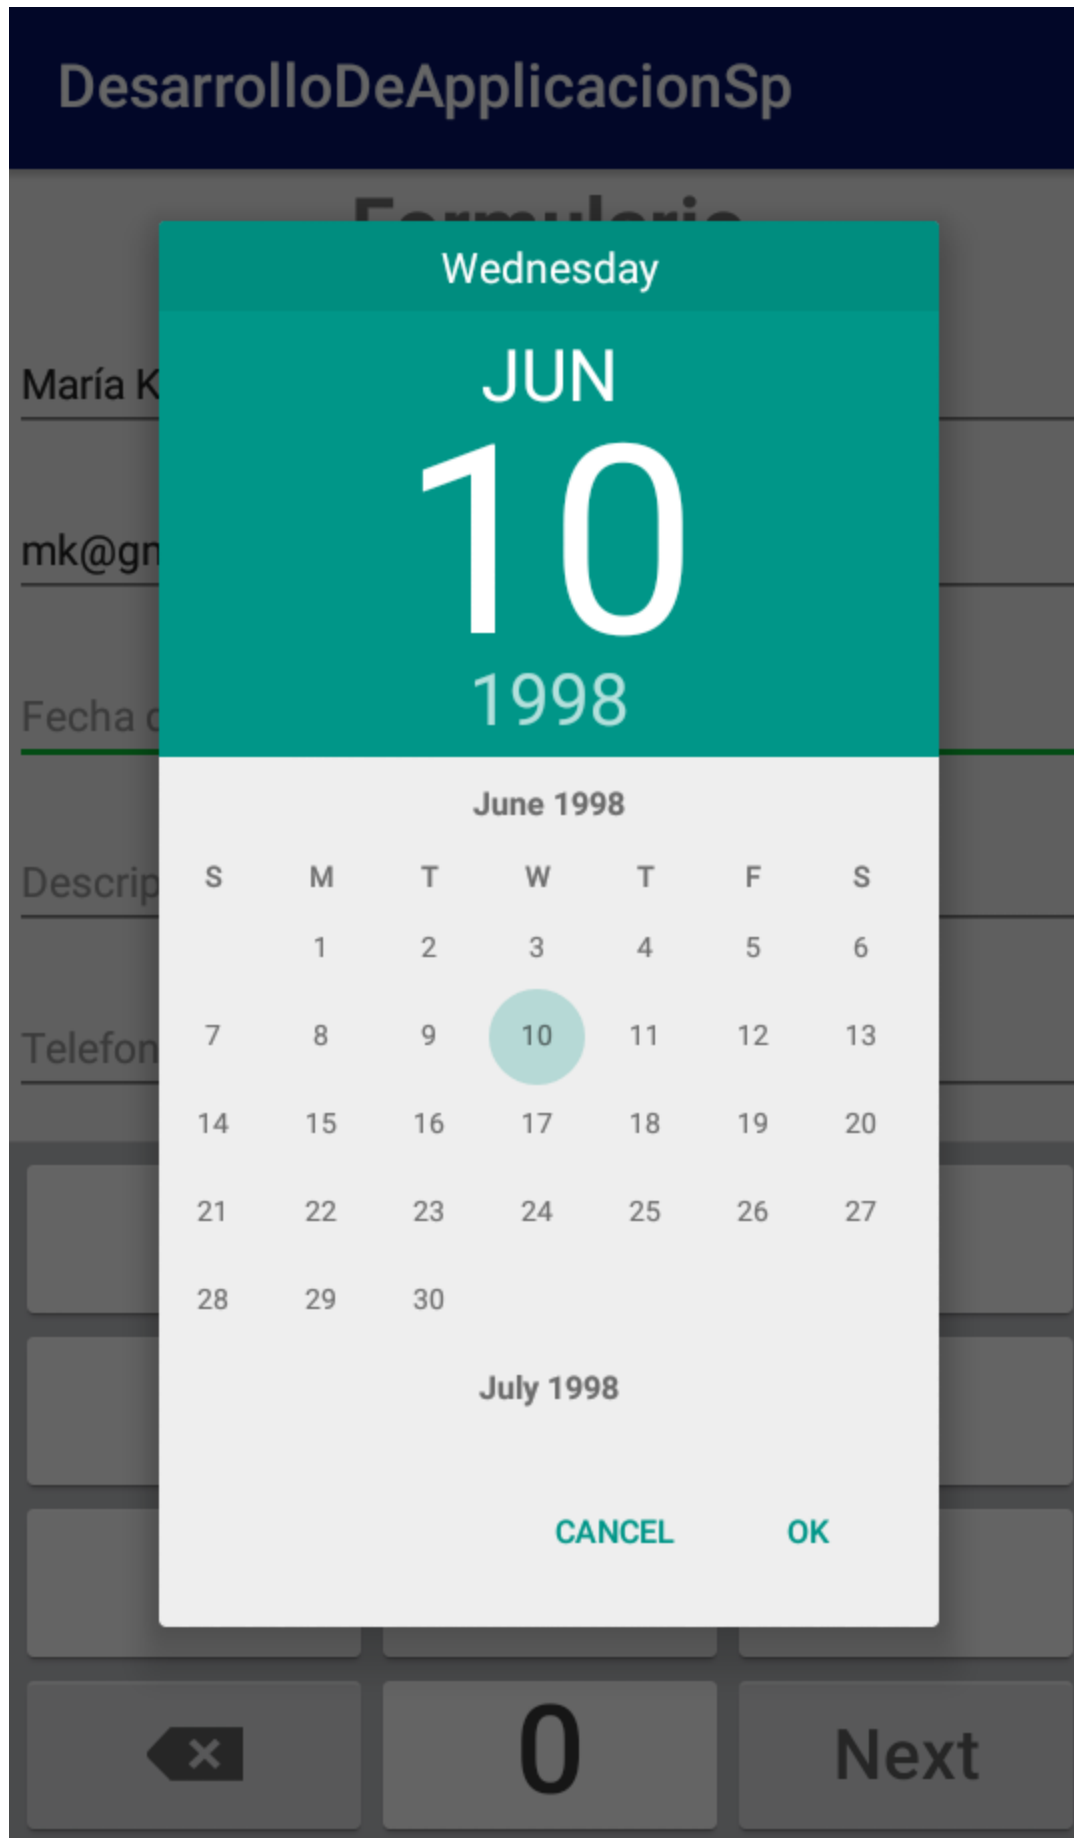 DesarrolloDeApplicacionSp
Formulario
Wednesday
JUN
10
1998
María K
mk@gm
Fecha
Descrip
Telefon
June 1998
S M T W T F S
1 2 3 4 5 6
7 8 9 10 11 12 13
14 15 16 17 18 19 20
21 22 23 24 25 26 27
28 29 30
July 1998
CANCEL OK
0 Next